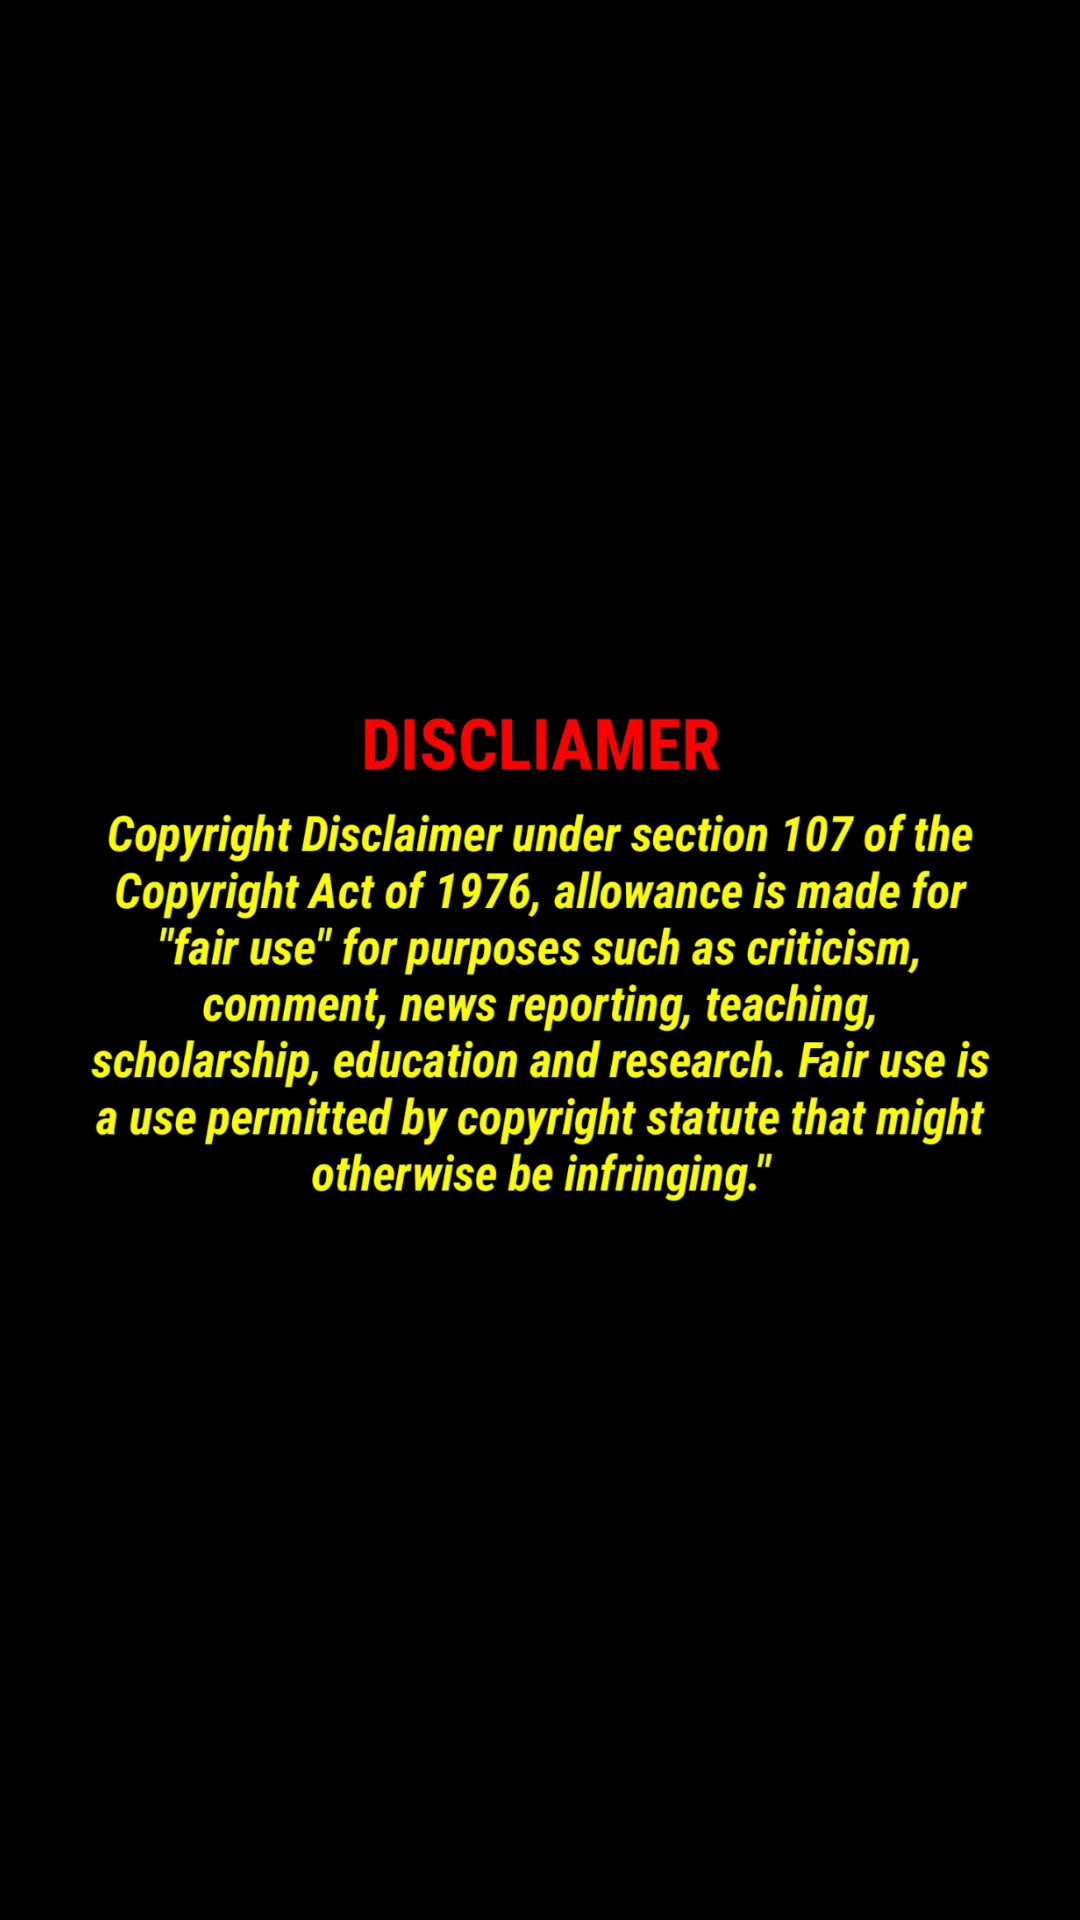 DISCLIAMER
Copyright Disclaimer under section 107 of the
Copyright Act of 1976, allowance is made for
"fair use" for purposes such as criticism,
comment, news reporting, teaching,
scholarship, education and research. Fair use is
a use permitted by copyright statute that might
otherwise be infringing."